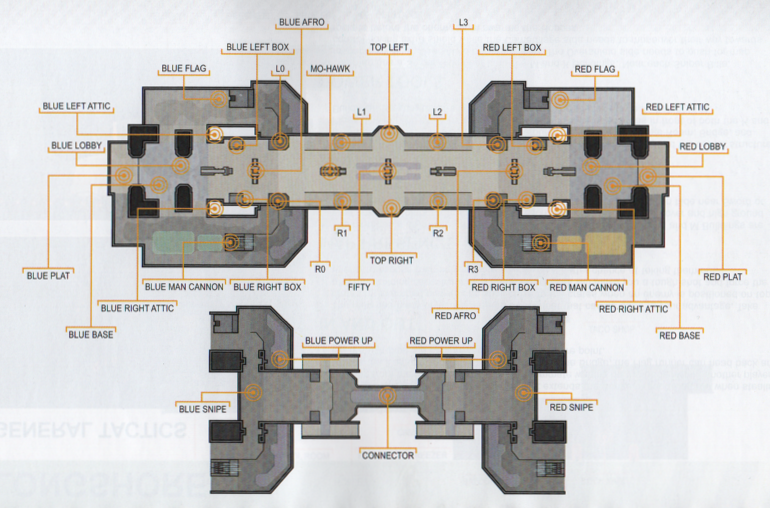 BLUE AFRO
L3
BLUE LEFT BOX
TOP LEFT
RED LEFT BOX
BLUE FLAG
L0
MO-HAWK
RED FLAG
BLUE LEFT ATTIC
L1
L2
RED LEFT ATTIC
BLUE LOBBY
RED LOBBY
BLUE PLAT
R1
R2
RED PLAT
R0
TOP RIGHT
R3
BLUE MAN CANNON
BLUE RIGHT BOX
FIFTY
RED RIGHT BOX
RED MAN CANNON
BLUE RIGHT ATTIC
RED AFRO
RED RIGHT ATTIC
BLUE BASE
RED BASE
BLUE POWER UP
RED POWER UP
BLUE SNIPE
RED SNIPE
CONNECTOR
GENERAL TACTICS
LONGSHORE